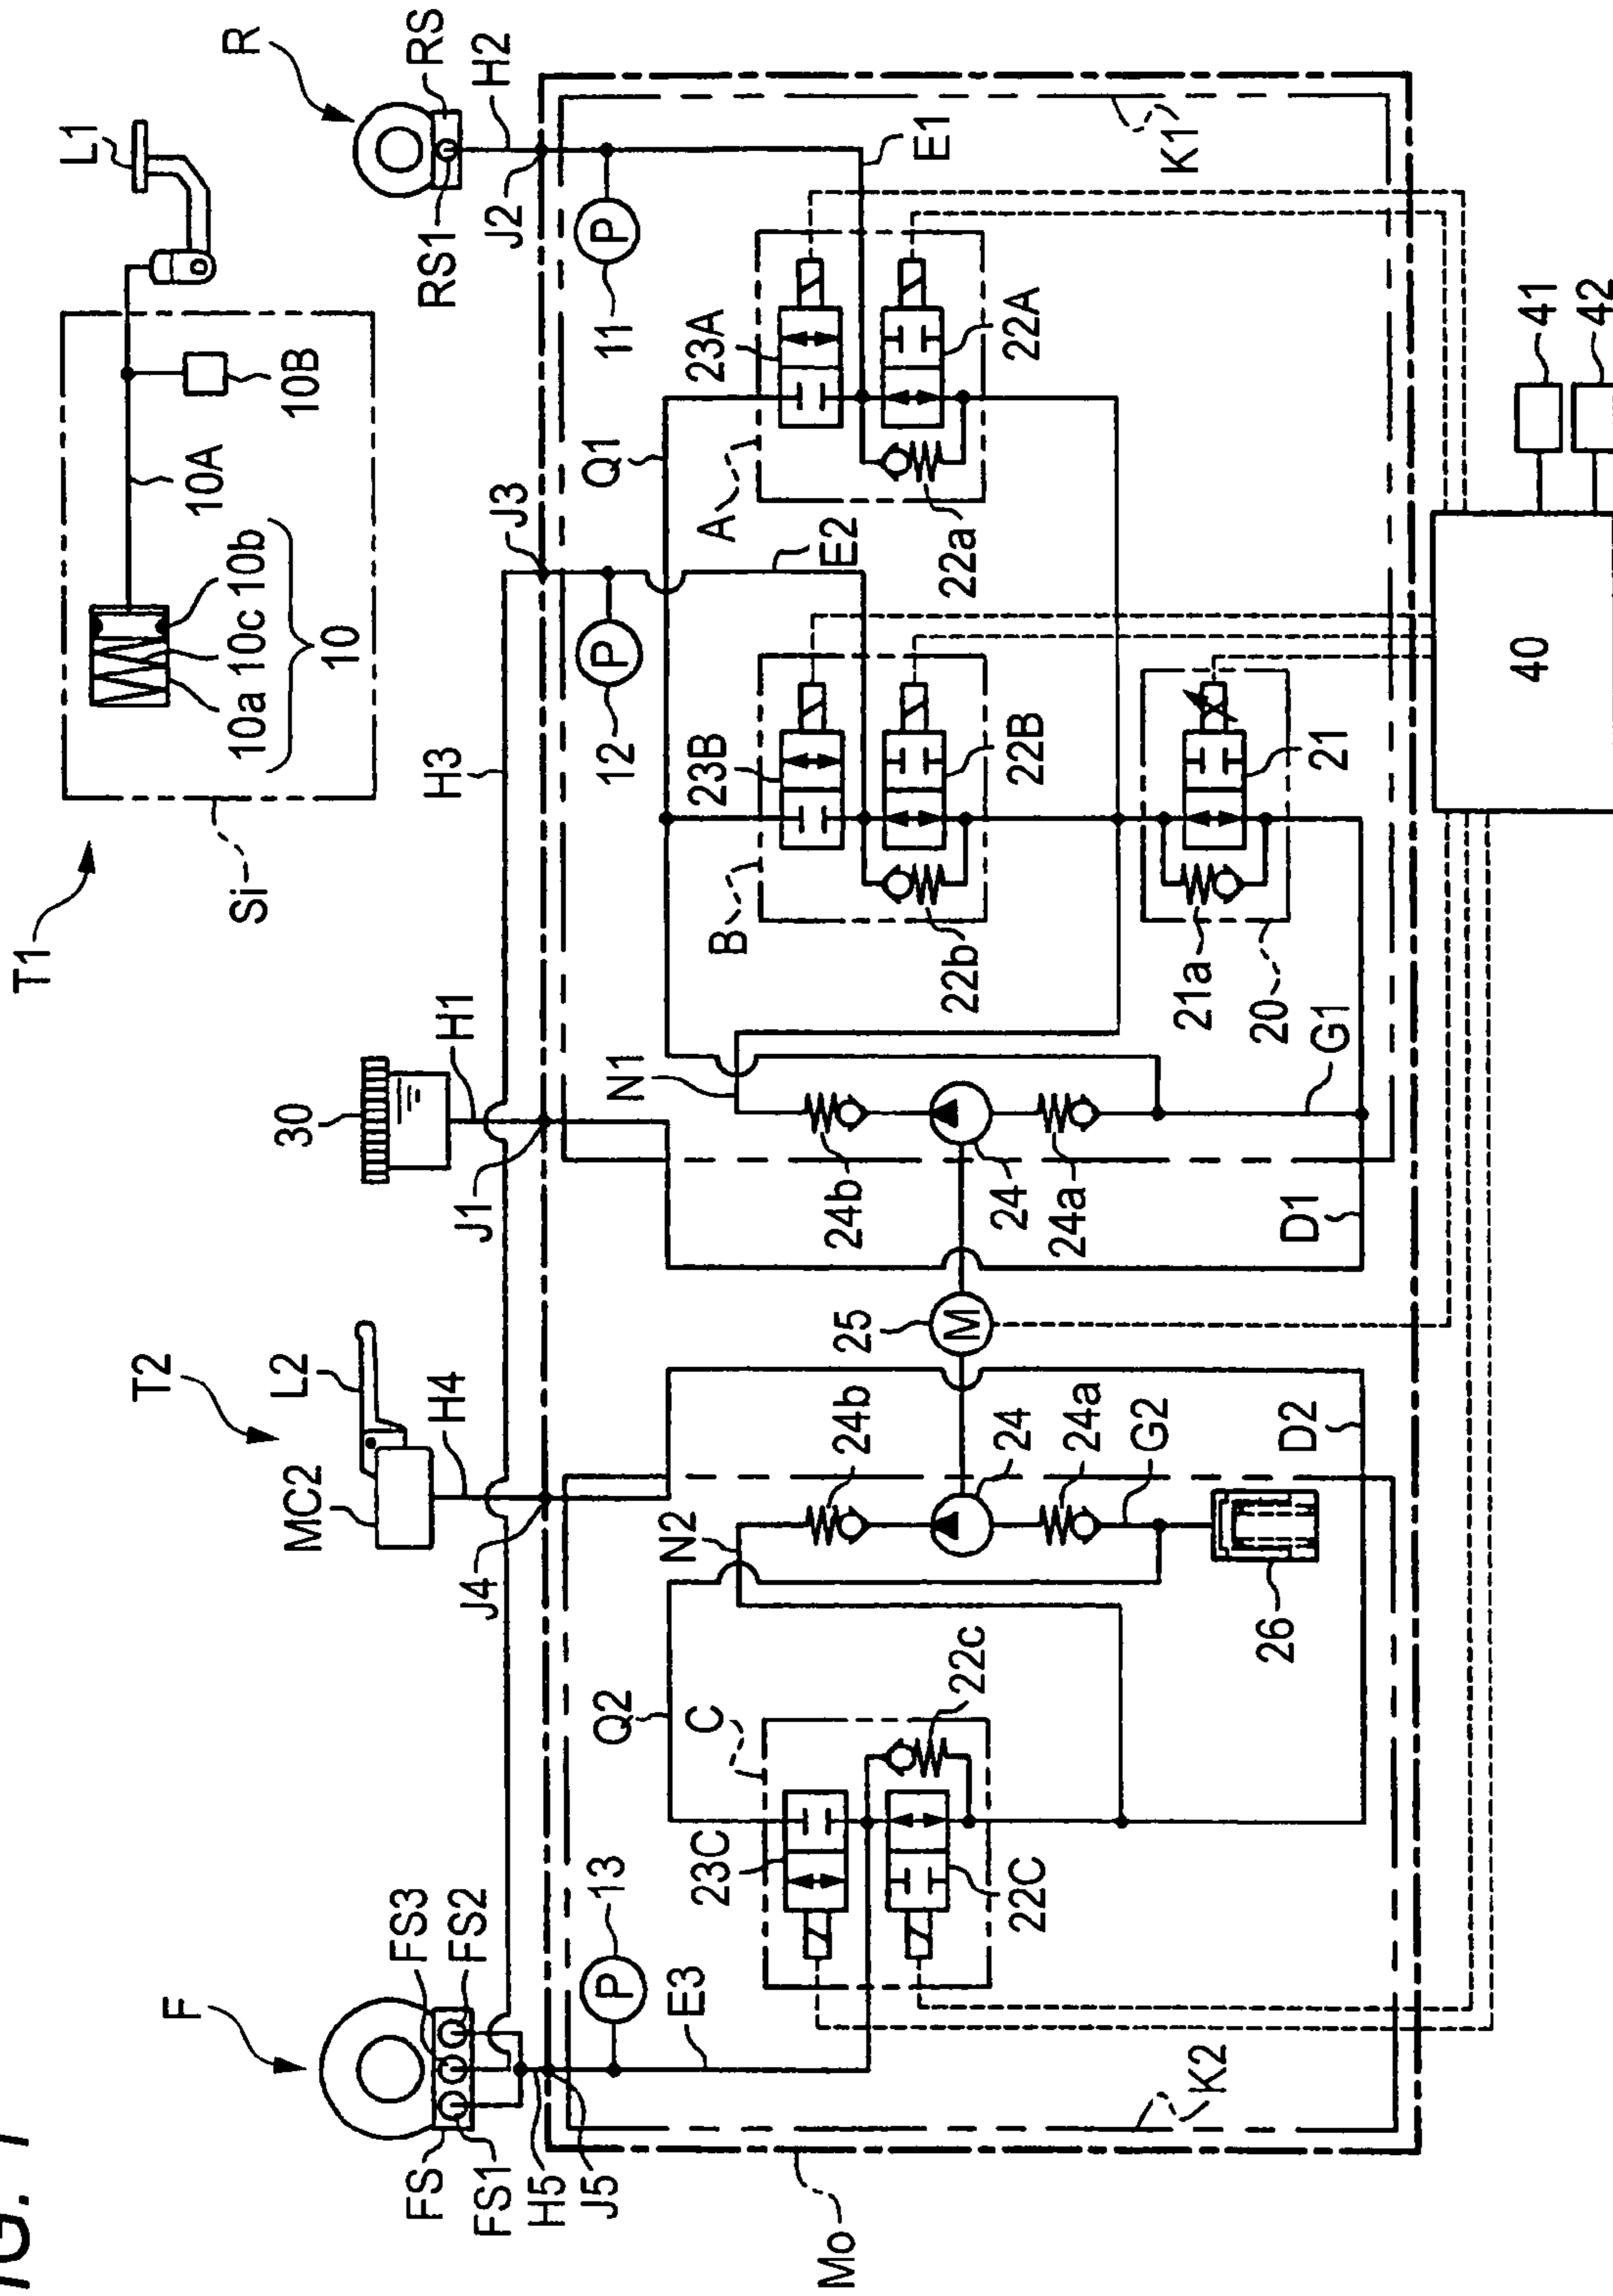 FIG. 1
T1
Si
10a 10c 10b
10
10A
10B
L1
R
RS
RS1
H2
J2
T2
L2
MC2
H4
J4
30
H1
J1
H3
J3
F
FS
FS3
FS2
FS1
H5
J5
P
13
E3
P
12
E2
P
11
E1
K1
Q2
C
23C
22C
22c
N2
24b
24
24a
G2
26
D2
K2
Mo
25
M
N1
24b
24
24a
G1
D1
Q1
B
23B
22B
22b
A
23A
22A
22a
21
21a
20
40
41
42